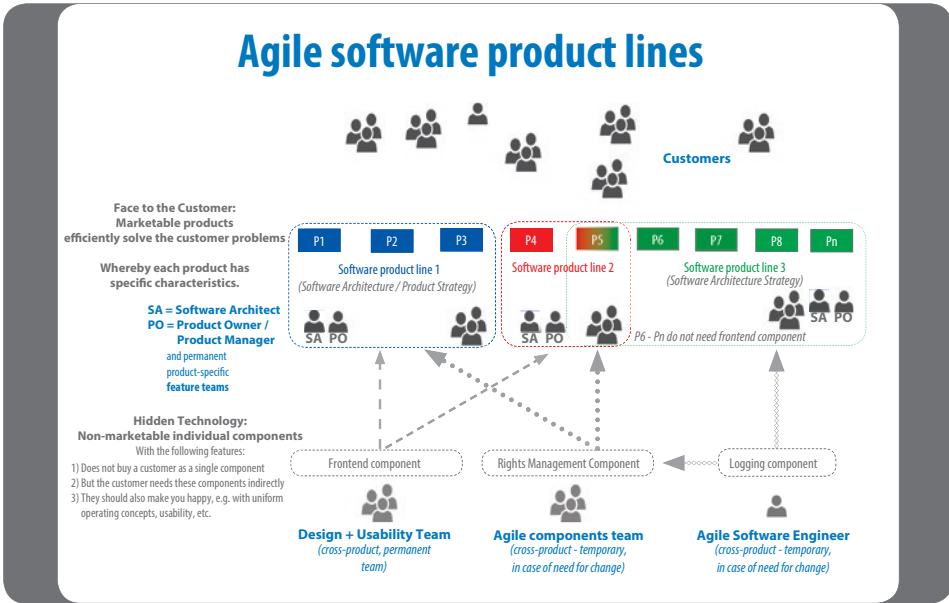 Agile software product lines
Customers
Face to the Customer:
Marketable products
efficiently solve the customer problems
Whereby each product has
specific characteristics.
SA = Software Architect
PO = Product Owner /
Product Manager
and permanent
product-specific
feature teams
P1
P2
P3
Software product line 1
(Software Architecture / Product Strategy)
SA PO
P4
P5
Software product line 2
SA PO
P6
P7
P8
Pn
Software product line 3
(Software Architecture Strategy)
SA PO
P6 - Pn do not need frontend component
Hidden Technology:
Non-marketable individual components
With the following features:
1) Does not buy a customer as a single component
2) But the customer needs these components indirectly
3) They should also make you happy, e.g. with uniform
operating concepts, usability, etc.
Frontend component
Rights Management Component
Logging component
Design + Usability Team
(cross-product, permanent
team)
Agile components team
(cross-product - temporary,
in case of need for change)
Agile Software Engineer
(cross-product - temporary,
in case of need for change)